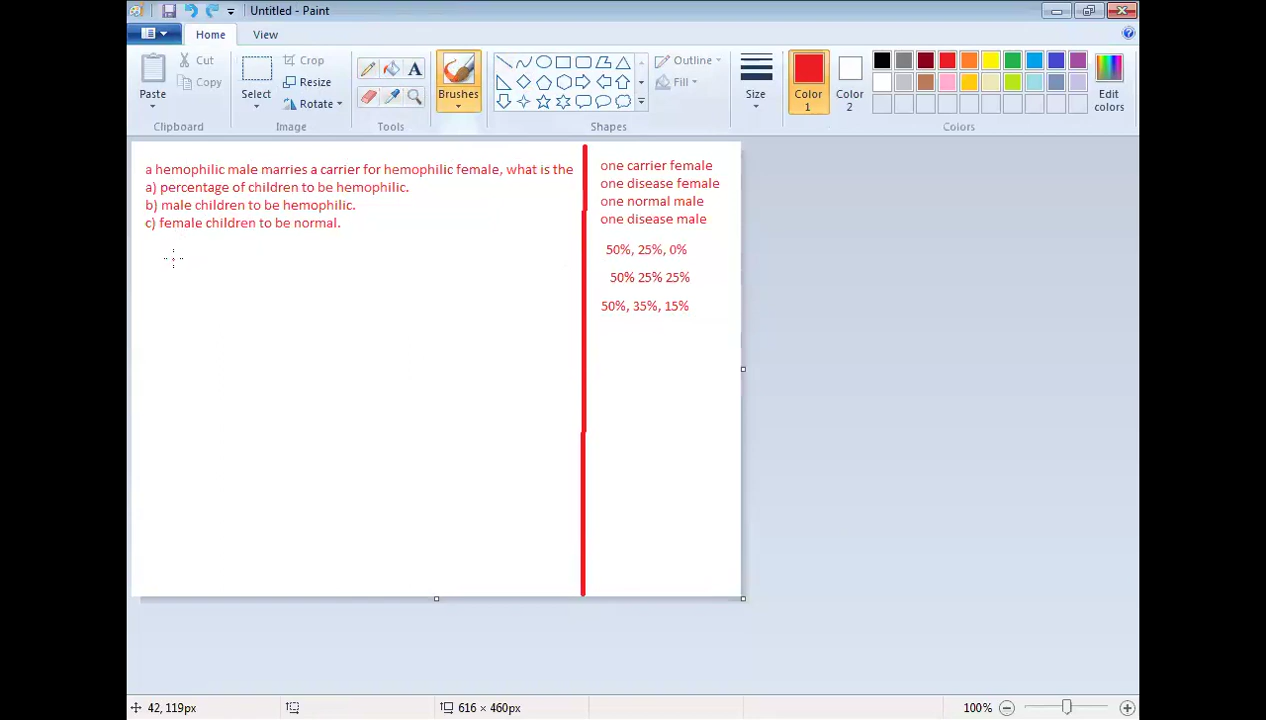 Untitled - Paint
Home
View
Paste
Cut
Copy
Clipboard
Select
Crop
Resize
Rotate
Image
Tools
Brushes
Outline
Fill
Shapes
Size
Color 1
Color 2
Edit colors
Colors
a hemophilic male marries a carrier for hemophilic female, what is the
a) percentage of children to be hemophilic.
b) male children to be hemophilic.
c) female children to be normal.
one carrier female
one disease female
one normal male
one disease male
50%, 25%, 0%
50% 25% 25%
50%, 35%, 15%
42, 119px
616 × 460px
100%